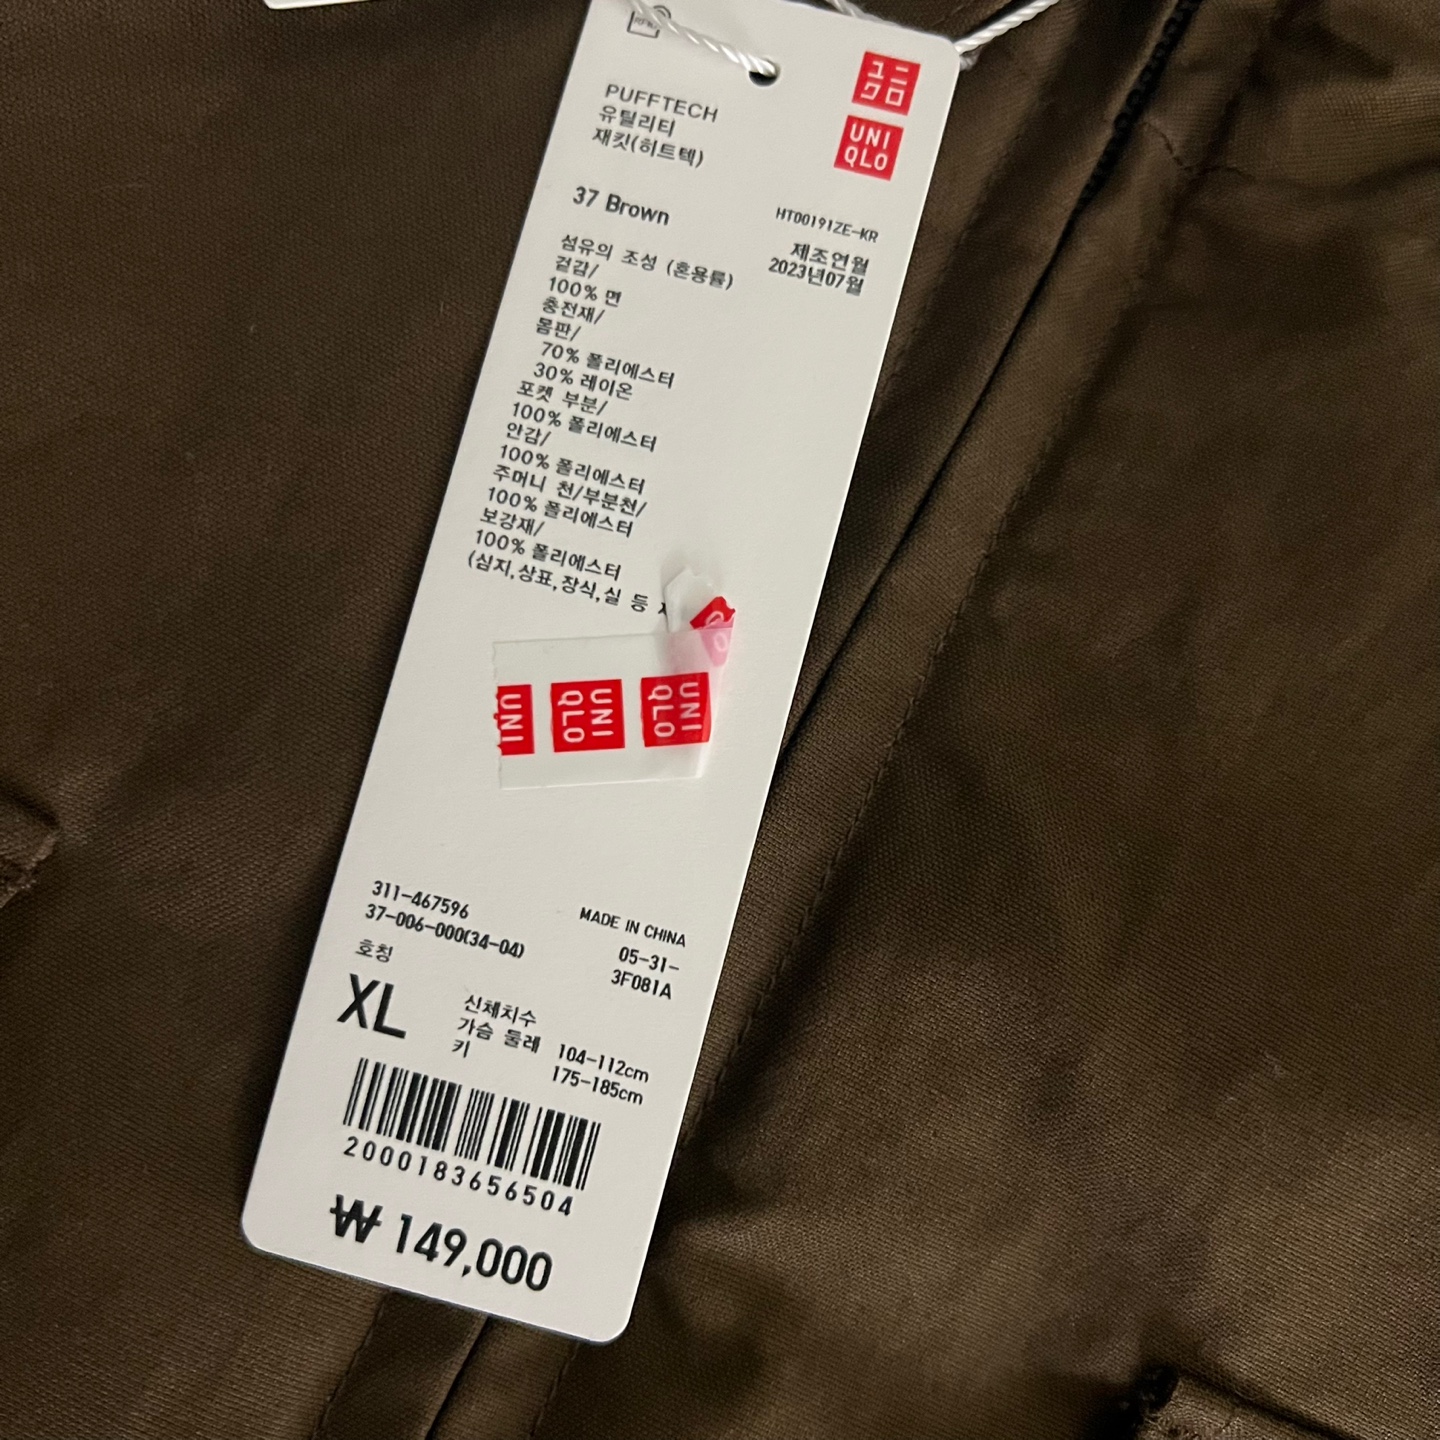 PUFFTECH
유틸리티
재킷(히트텍)
ユニ
クロ
UNI
QLO
37 Brown
HT00191ZE-KR
제조연월
2023년07월
섬유의 조성 (혼용률)
겉감/
100% 면
충전재/
몸판/
70% 폴리에스터
30% 레이온
포켓 부분/
100% 폴리에스터
안감/
100% 폴리에스터
주머니 천/부분천/
100% 폴리에스터
보강재/
100% 폴리에스터
(심지,상표,장식,실 등
UNI
UNI
QLO
UNI
QLO
311-467596
37-006-000(34-04)
MADE IN CHINA
05-31-
3F081A
호칭
XL
신체치수
가슴 둘레 104-112cm
키 175-185cm
2000183656504
₩ 149,000